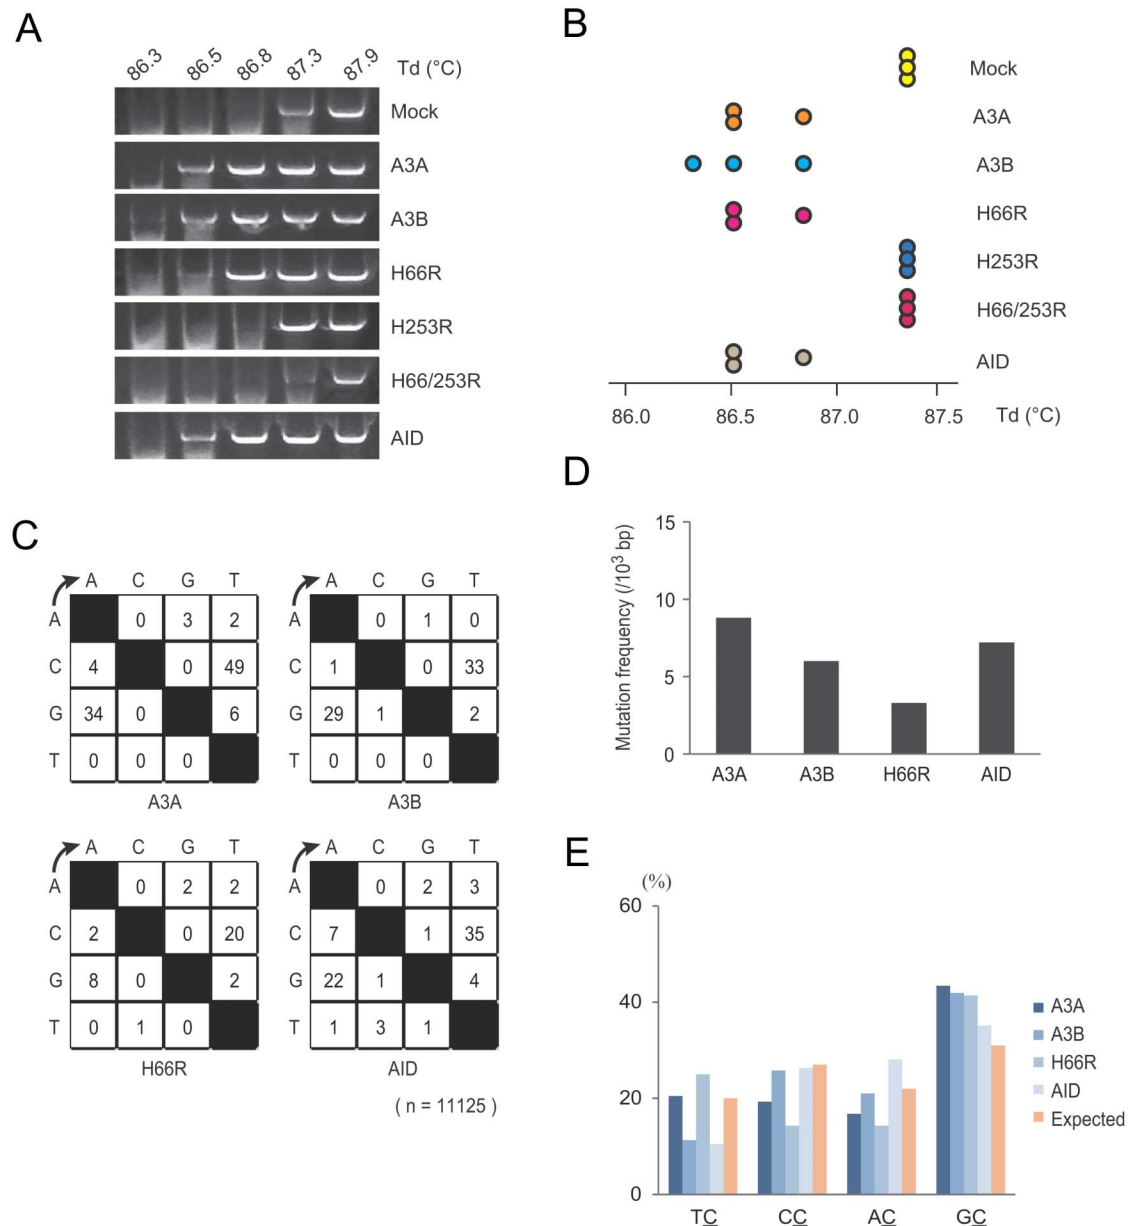 A
86.3 86.5 86.8 87.3 87.9 Td (°C)
Mock
A3A
A3B
H66R
H253R
H66/253R
AID
B
Mock
A3A
A3B
H66R
H253R
H66/253R
AID
86.0 86.5 87.0 87.5 Td (°C)
C
A C G T
A 0 3 2
C 4 0 49
G 34 0 6
T 0 0 0
A3A
A C G T
A 0 1 0
C 1 0 33
G 29 1 2
T 0 0 0
A3B
A C G T
A 0 2 2
C 2 0 20
G 8 0 2
T 0 1 0
H66R
A C G T
A 0 2 3
C 7 1 35
G 22 1 4
T 1 3 1
AID
( n = 11125 )
D
Mutation frequency (/10³ bp)
15
10
5
0
A3A A3B H66R AID
E
(%)
60
40
20
0
TC CC AC GC
A3A
A3B
H66R
AID
Expected